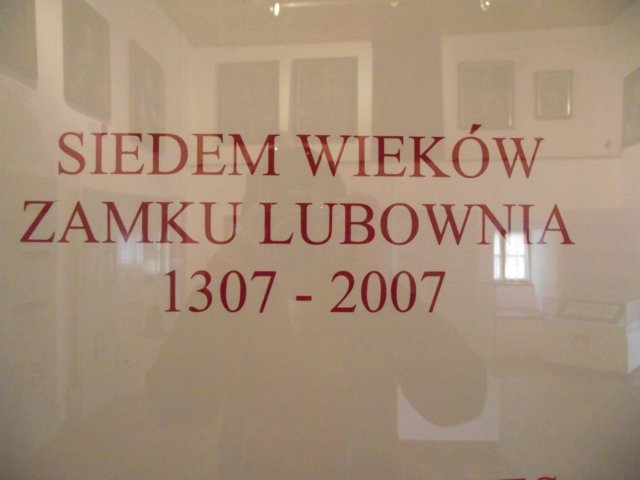 SIEDEM WIEKÓW
ZAMKU LUBOWNIA
1307 - 2007